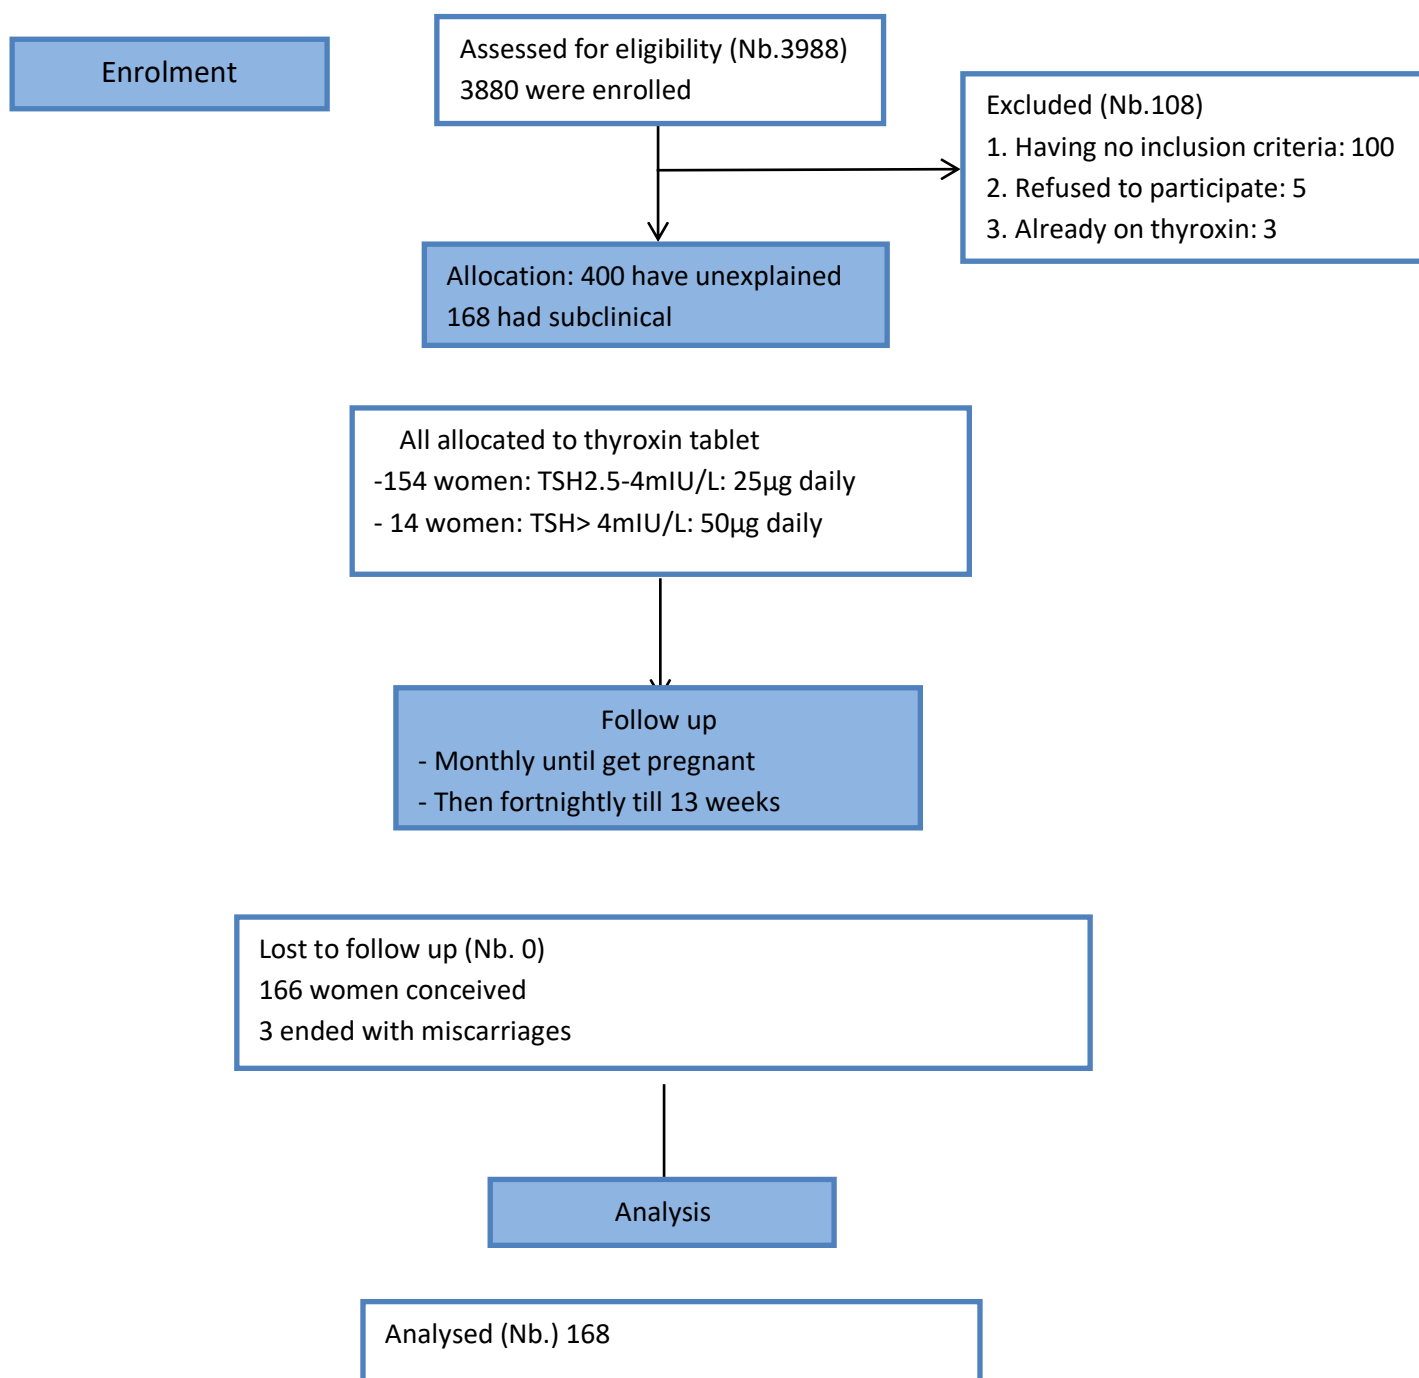 Enrolment
Assessed for eligibility (Nb.3988)
3880 were enrolled
Excluded (Nb.108)
1. Having no inclusion criteria: 100
2. Refused to participate: 5
3. Already on thyroxin: 3
Allocation: 400 have unexplained
168 had subclinical
All allocated to thyroxin tablet
-154 women: TSH2.5-4mIU/L: 25µg daily
- 14 women: TSH> 4mIU/L: 50µg daily
Follow up
- Monthly until get pregnant
- Then fortnightly till 13 weeks
Lost to follow up (Nb. 0)
166 women conceived
3 ended with miscarriages
Analysis
Analysed (Nb.) 168